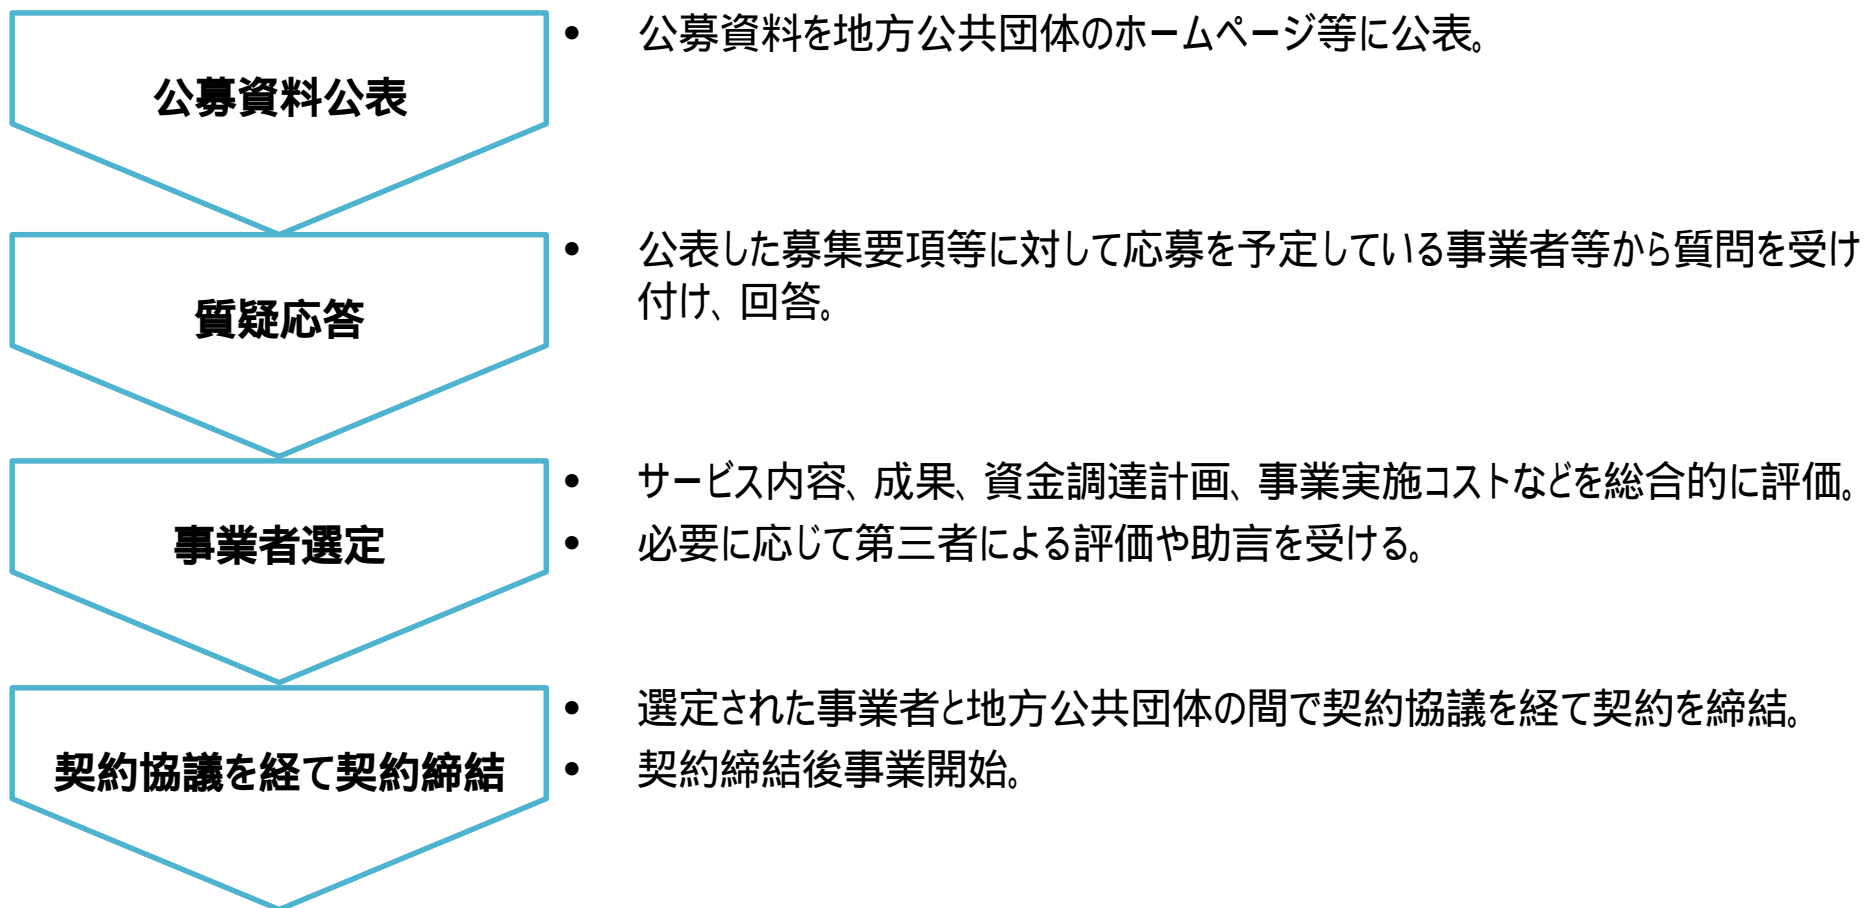 公募資料公表
• 公募資料を地方公共団体のホームページ等に公表。
質疑応答
• 公表した募集要項等に対して応募を予定している事業者等から質問を受け
付け、回答。
事業者選定
• サービス内容、成果、資金調達計画、事業実施コストなどを総合的に評価。
• 必要に応じて第三者による評価や助言を受ける。
契約協議を経て契約締結
• 選定された事業者と地方公共団体の間で契約協議を経て契約を締結。
• 契約締結後事業開始。